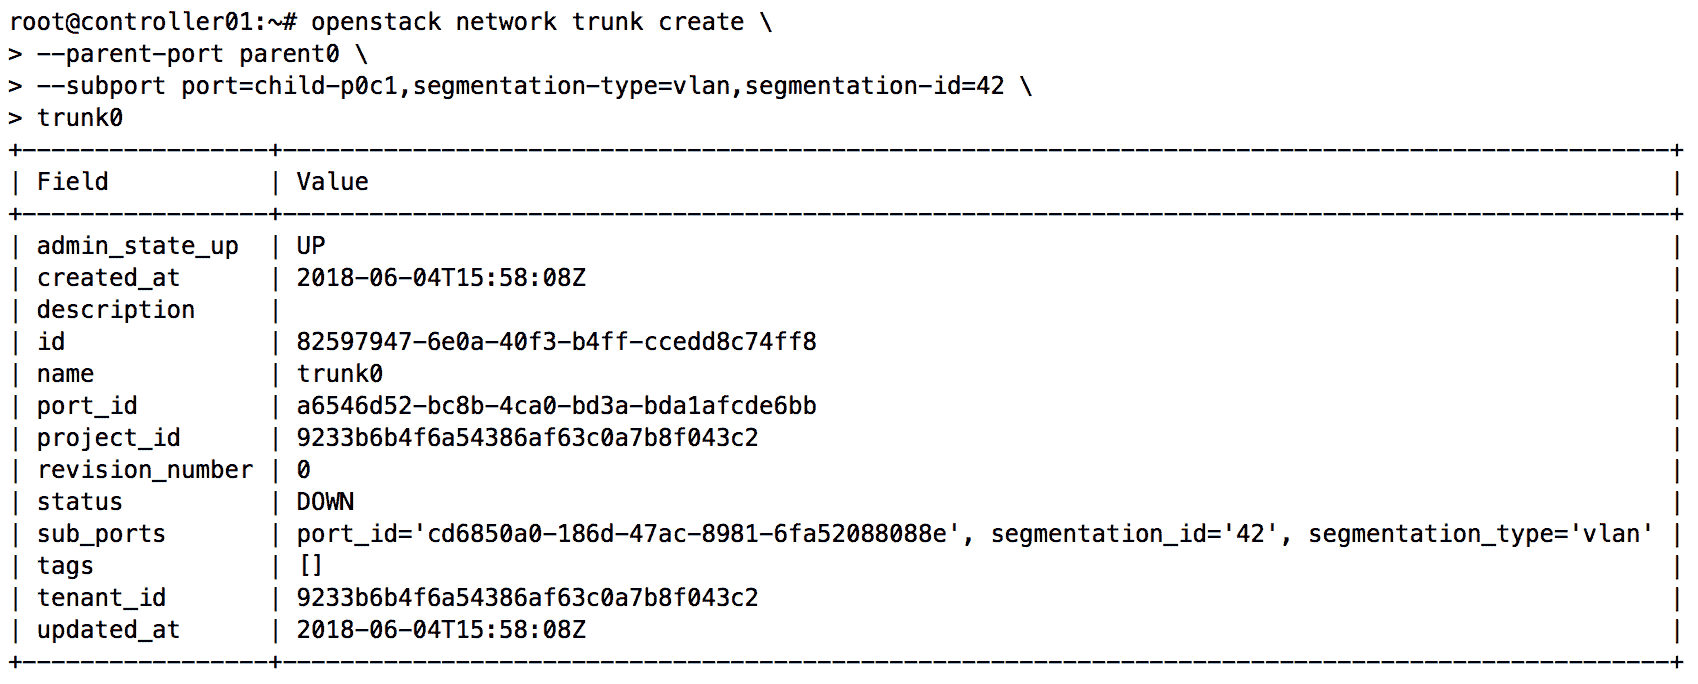 root@controller01:~# openstack network trunk create \
> --parent-port parent0 \
> --subport port=child-p0c1,segmentation-type=vlan,segmentation-id=42 \
> trunk0
+-----------------+------------------------------------------------------------------------------------------------+
| Field           | Value                                                                                          |
+-----------------+------------------------------------------------------------------------------------------------+
| admin_state_up  | UP                                                                                             |
| created_at      | 2018-06-04T15:58:08Z                                                                           |
| description     |                                                                                                |
| id              | 82597947-6e0a-40f3-b4ff-ccedd8c74ff8                                                           |
| name            | trunk0                                                                                         |
| port_id         | a6546d52-bc8b-4ca0-bd3a-bda1afcde6bb                                                           |
| project_id      | 9233b6b4f6a54386af63c0a7b8f043c2                                                               |
| revision_number | 0                                                                                              |
| status          | DOWN                                                                                           |
| sub_ports       | port_id='cd6850a0-186d-47ac-8981-6fa52088088e', segmentation_id='42', segmentation_type='vlan' |
| tags            | []                                                                                             |
| tenant_id       | 9233b6b4f6a54386af63c0a7b8f043c2                                                               |
| updated_at      | 2018-06-04T15:58:08Z                                                                           |
+-----------------+------------------------------------------------------------------------------------------------+